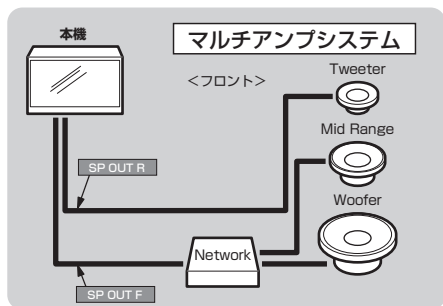 本機
マルチアンプシステム
<フロント>
Tweeter
Mid Range
SP OUT R
Woofer
Network
SP OUT F